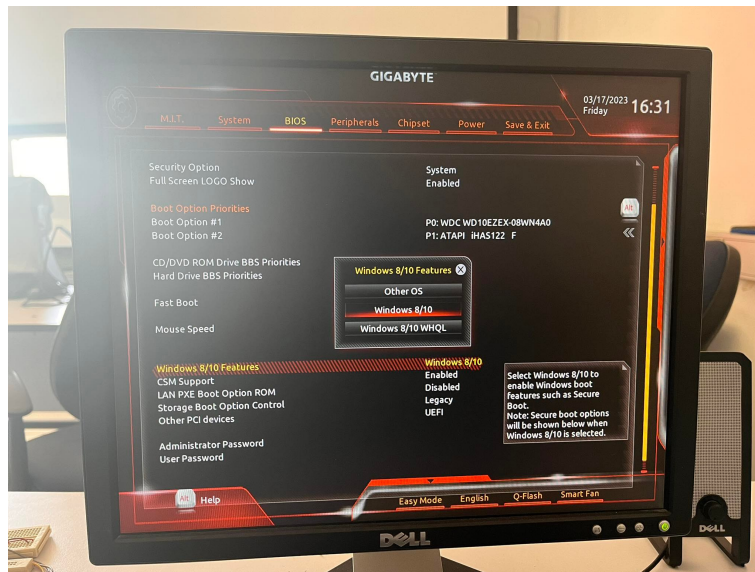 GIGABYTE
03/17/2023
Friday
16:31
M.I.T. System BIOS Peripherals Chipset Power Save & Exit
Security Option System
Full Screen LOGO Show Enabled
Boot Option Priorities
Boot Option #1 P0: WDC WD10EZEX-08WN4A0
Boot Option #2 P1: ATAPI iHAS122 F
Alt
CD/DVD ROM Drive BBS Priorities
Hard Drive BBS Priorities
Fast Boot
Mouse Speed
Windows 8/10 Features
Other OS
Windows 8/10
Windows 8/10 WHQL
Windows 8/10 Features Windows 8/10
CSM Support Enabled
LAN PXE Boot Option ROM Disabled
Storage Boot Option Control Legacy
Other PCI devices UEFI
Administrator Password
User Password
Select Windows 8/10 to
enable Windows boot
features such as Secure
Boot.
Note: Secure boot options
will be shown below when
Windows 8/10 is selected.
Alt Help
Easy Mode English Q-Flash Smart Fan
DELL
DELL